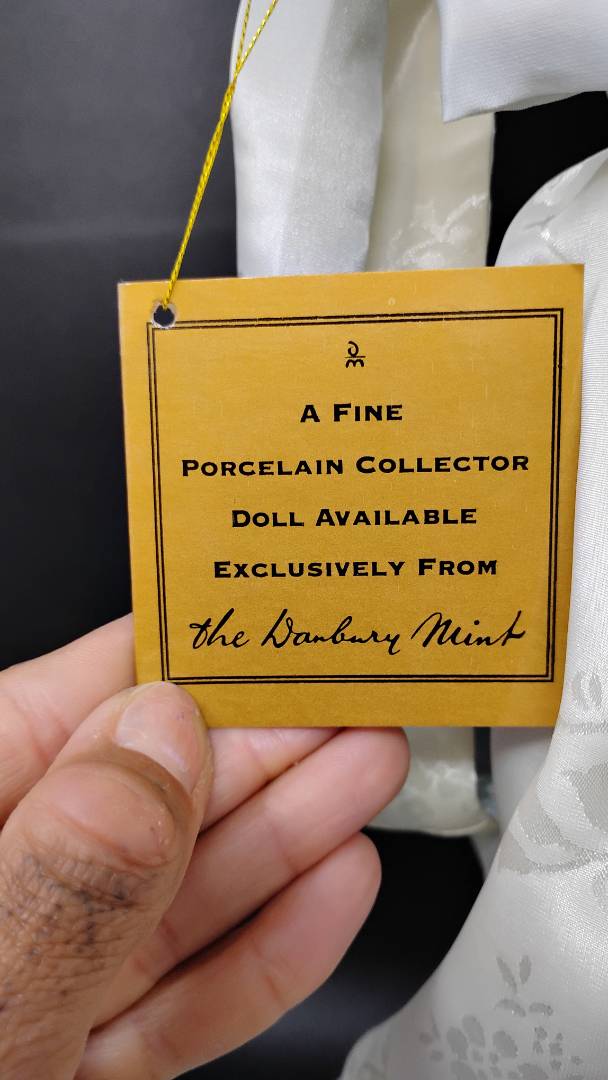 A FINE
PORCELAIN COLLECTOR
DOLL AVAILABLE
EXCLUSIVELY FROM
the Danbury Mint